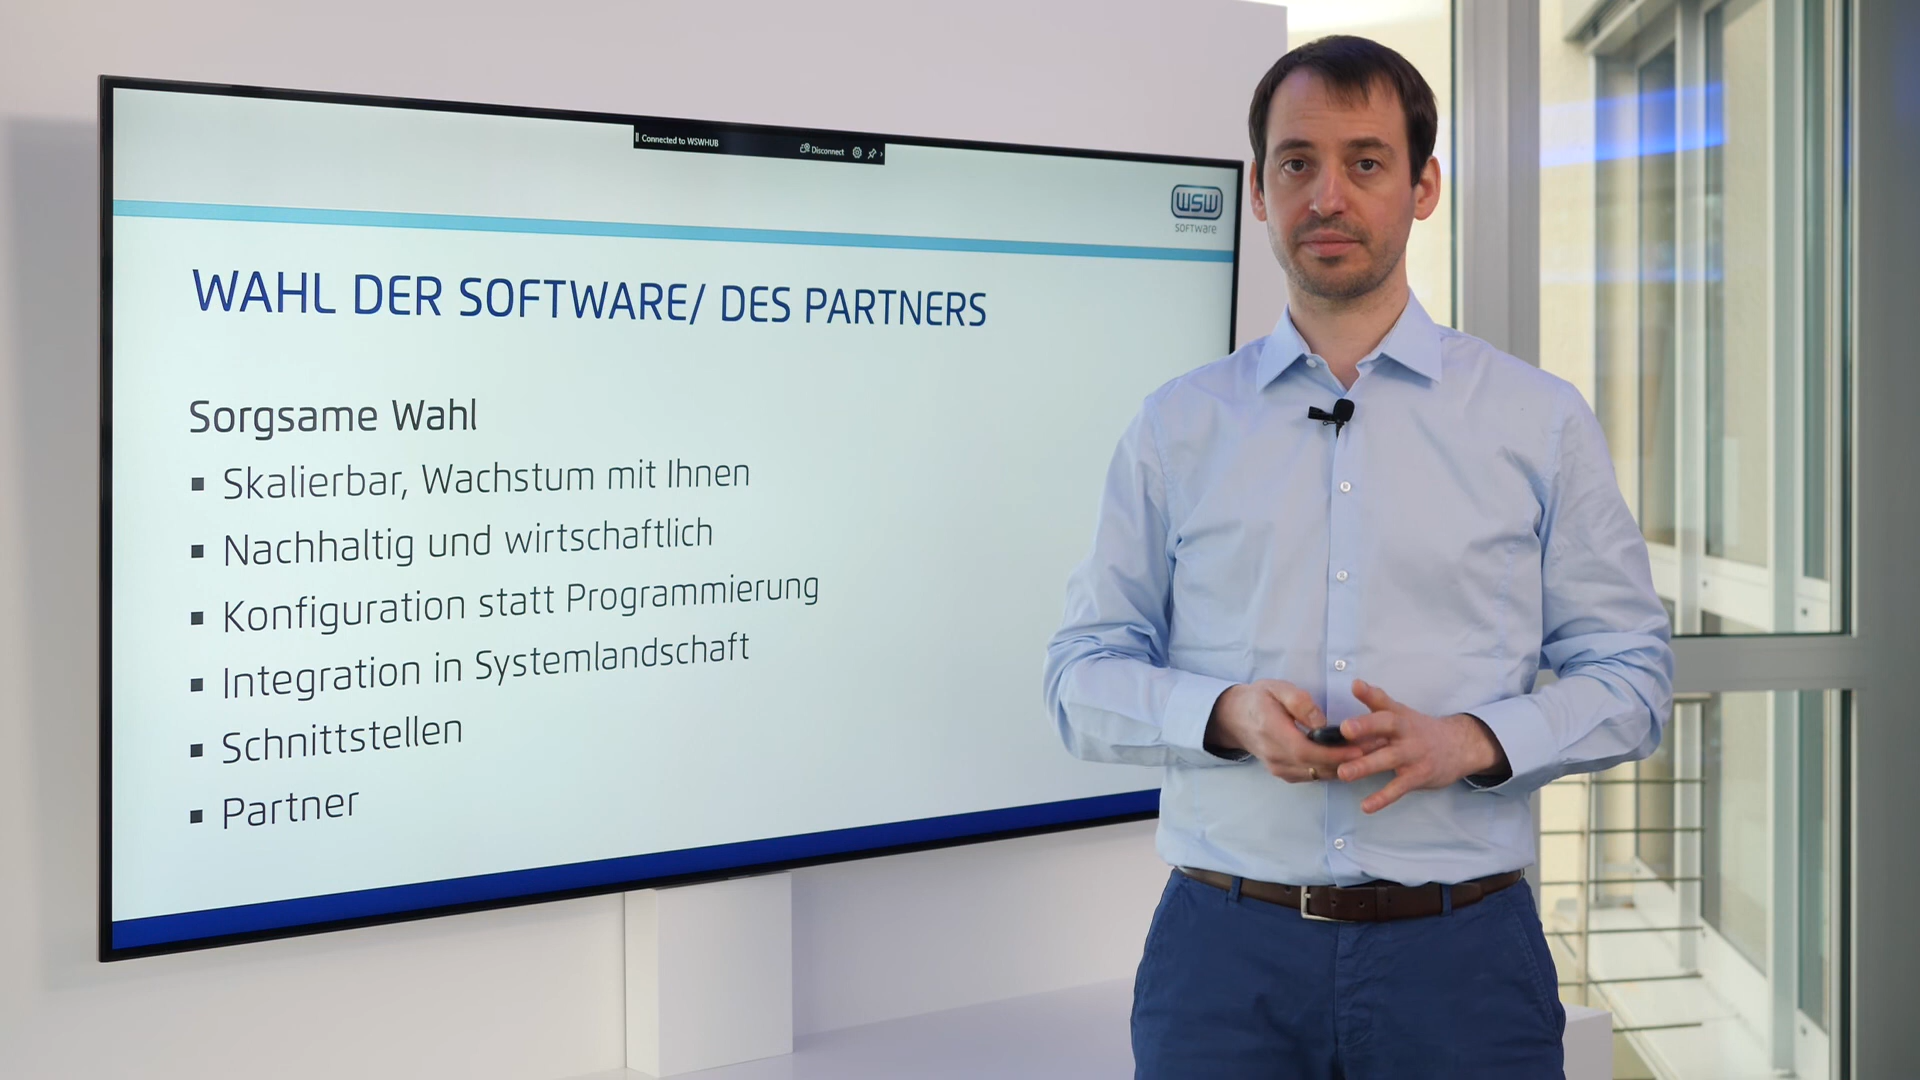 Connected to WSWHUB
Disconnect
WSW
SOFTWARE
WAHL DER SOFTWARE/ DES PARTNERS
Sorgsame Wahl
▪ Skalierbar, Wachstum mit Ihnen
▪ Nachhaltig und wirtschaftlich
▪ Konfiguration statt Programmierung
▪ Integration in Systemlandschaft
▪ Schnittstellen
▪ Partner